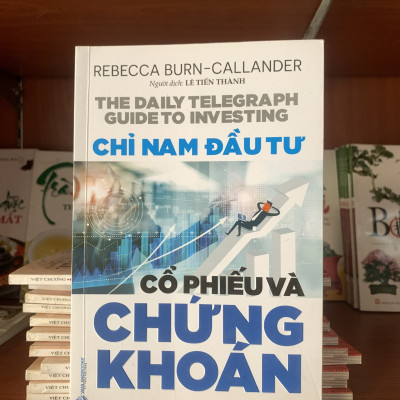 REBECCA BURN-CALLANDER
Người dịch: LÊ TIẾN THÀNH
THE DAILY TELEGRAPH
GUIDE TO INVESTING
CHỈ NAM ĐẦU TƯ
CỔ PHIẾU VÀ
CHỨNG
KHOÁN